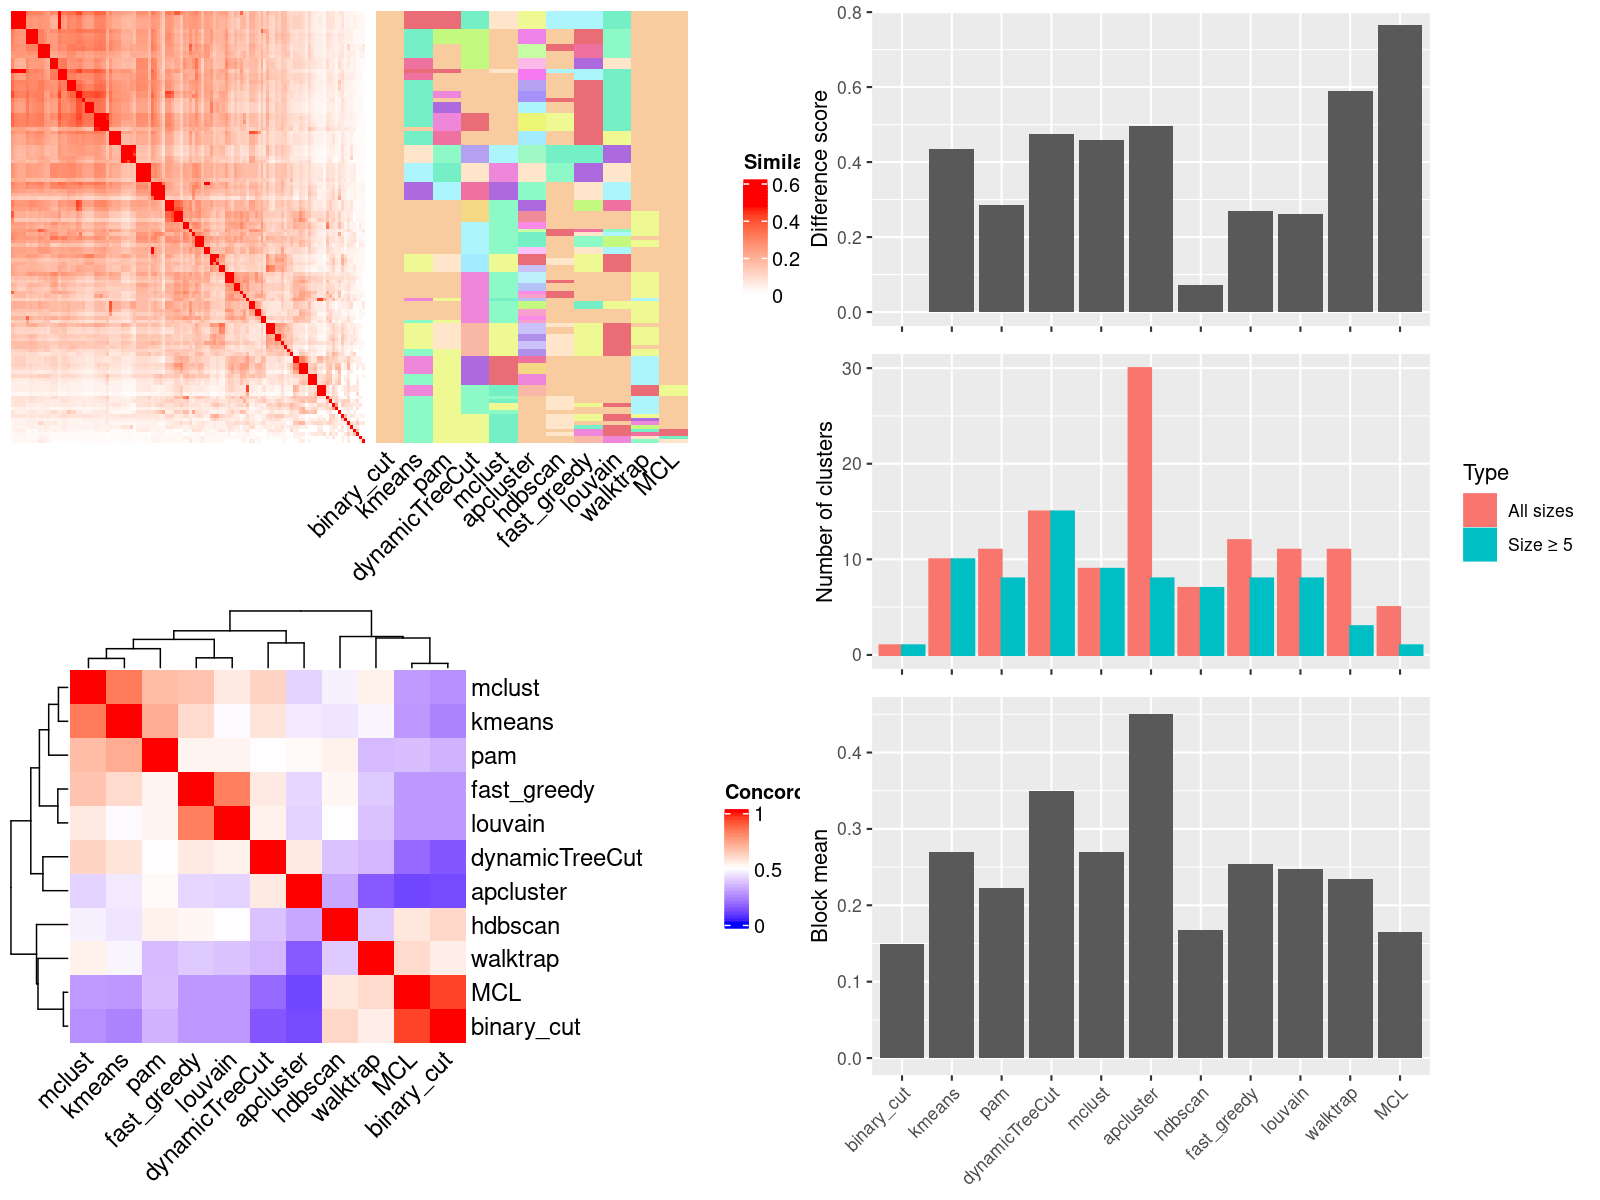 Simila
0.6
0.4
0.2
0
binary_cut
kmeans
pam
dynamicTreeCut
mclust
apcluster
hdbscan
fast_greedy
louvain
walktrap
MCL
mclust
kmeans
pam
fast_greedy
louvain
dynamicTreeCut
apcluster
hdbscan
walktrap
MCL
binary_cut
mclust
kmeans
pam
fast_greedy
louvain
dynamicTreeCut
apcluster
hdbscan
walktrap
MCL
binary_cut
Concord
1
0.5
0
Difference score
0.8
0.6
0.4
0.2
0.0
Number of clusters
30
20
10
0
Type
All sizes
Size ≥ 5
Block mean
0.4
0.3
0.2
0.1
0.0
binary_cut
kmeans
pam
dynamicTreeCut
mclust
apcluster
hdbscan
fast_greedy
louvain
walktrap
MCL